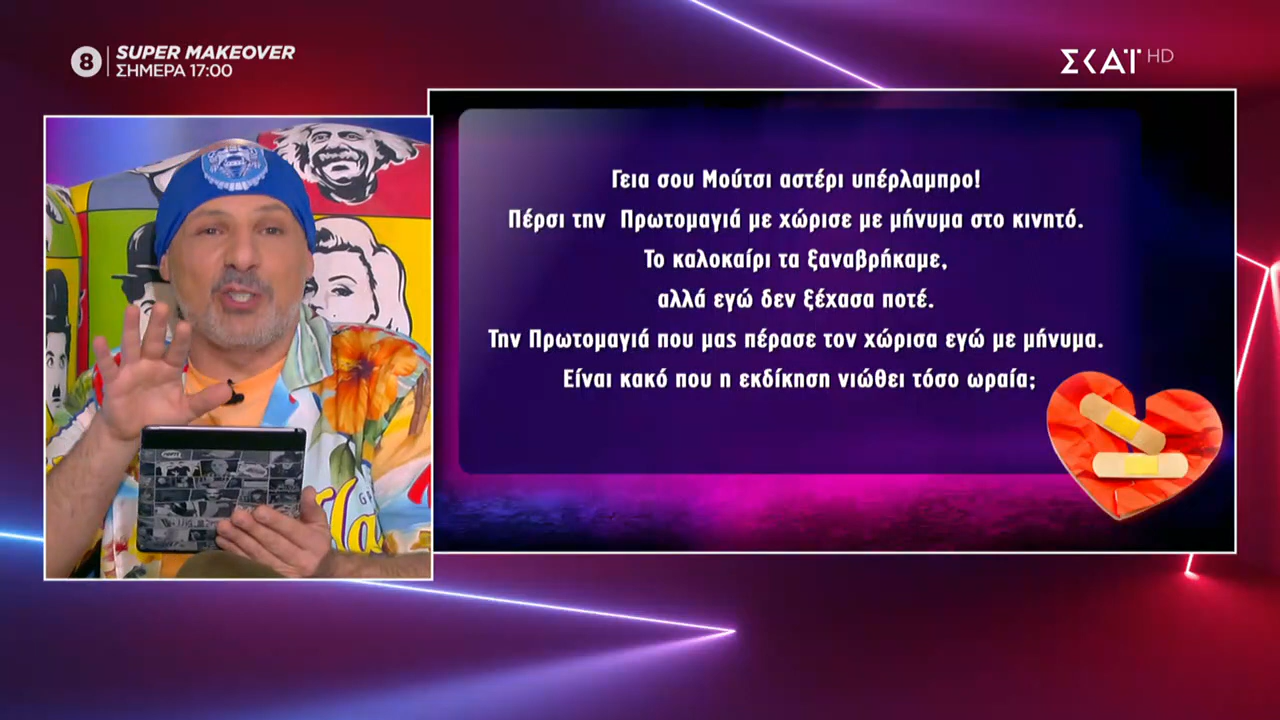 8 SUPER MAKEOVER
ΣΗΜΕΡΑ 17:00
ΣΚΑΪ HD
Γεια σου Μούτσι αστέρι υπέρλαμπρο!
Πέρσι την Πρωτομαγιά με χώρισε με μήνυμα στο κινητό.
Το καλοκαίρι τα ξαναβρήκαμε,
αλλά εγώ δεν ξέχασα ποτέ.
Την Πρωτομαγιά που μας πέρασε τον χώρισα εγώ με μήνυμα.
Είναι κακό που η εκδίκηση νιώθει τόσο ωραία;